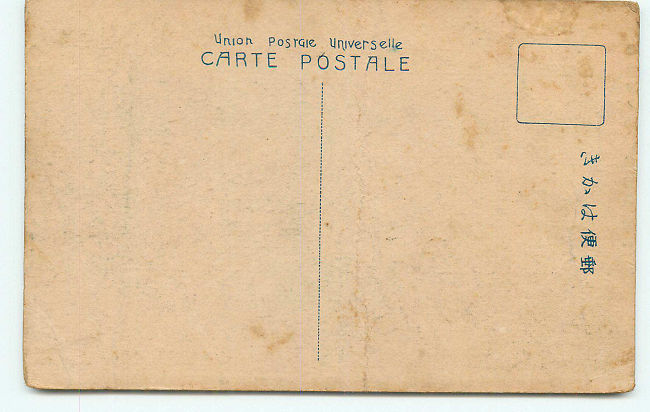 Union Postale Universelle
CARTE POSTALE
郵便はかき